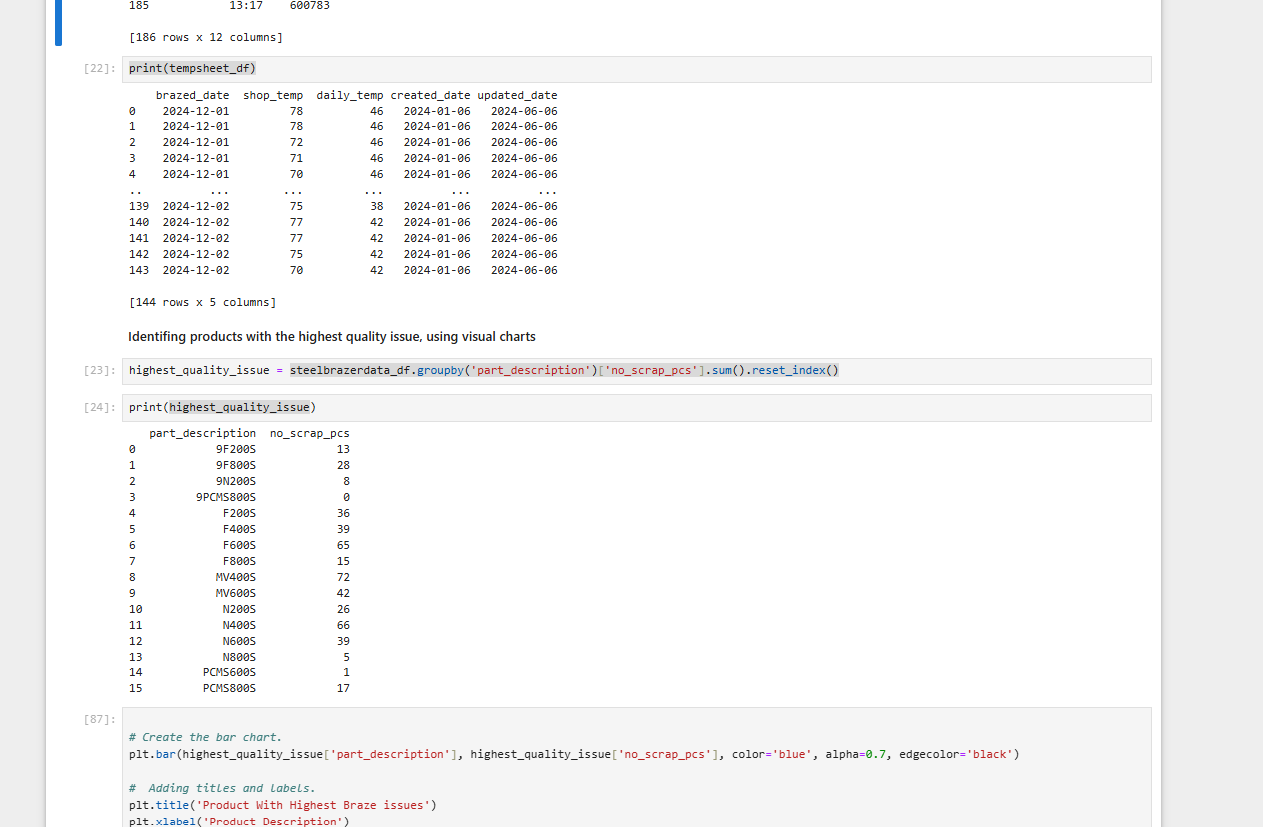 185 13:17 600783
[186 rows x 12 columns]
[22]: print(tempsheet_df)
brazed_date shop_temp daily_temp created_date updated_date
0 2024-12-01 78 46 2024-01-06 2024-06-06
1 2024-12-01 78 46 2024-01-06 2024-06-06
2 2024-12-01 72 46 2024-01-06 2024-06-06
3 2024-12-01 71 46 2024-01-06 2024-06-06
4 2024-12-01 70 46 2024-01-06 2024-06-06
.. ... ... ... ... ...
139 2024-12-02 75 38 2024-01-06 2024-06-06
140 2024-12-02 77 42 2024-01-06 2024-06-06
141 2024-12-02 77 42 2024-01-06 2024-06-06
142 2024-12-02 75 42 2024-01-06 2024-06-06
143 2024-12-02 70 42 2024-01-06 2024-06-06
[144 rows x 5 columns]
Identifing products with the highest quality issue, using visual charts
[23]: highest_quality_issue = steelbrazerdata_df.groupby('part_description')['no_scrap_pcs'].sum().reset_index()
[24]: print(highest_quality_issue)
part_description no_scrap_pcs
0 9F200S 13
1 9F800S 28
2 9N200S 8
3 9PCMS800S 0
4 F200S 36
5 F400S 39
6 F600S 65
7 F800S 15
8 MV400S 72
9 MV600S 42
10 N200S 26
11 N400S 66
12 N600S 39
13 N800S 5
14 PCMS600S 1
15 PCMS800S 17
[87]:
# Create the bar chart.
plt.bar(highest_quality_issue['part_description'], highest_quality_issue['no_scrap_pcs'], color='blue', alpha=0.7, edgecolor='black')
# Adding titles and labels.
plt.title('Product With Highest Braze issues')
plt.xlabel('Product Description')